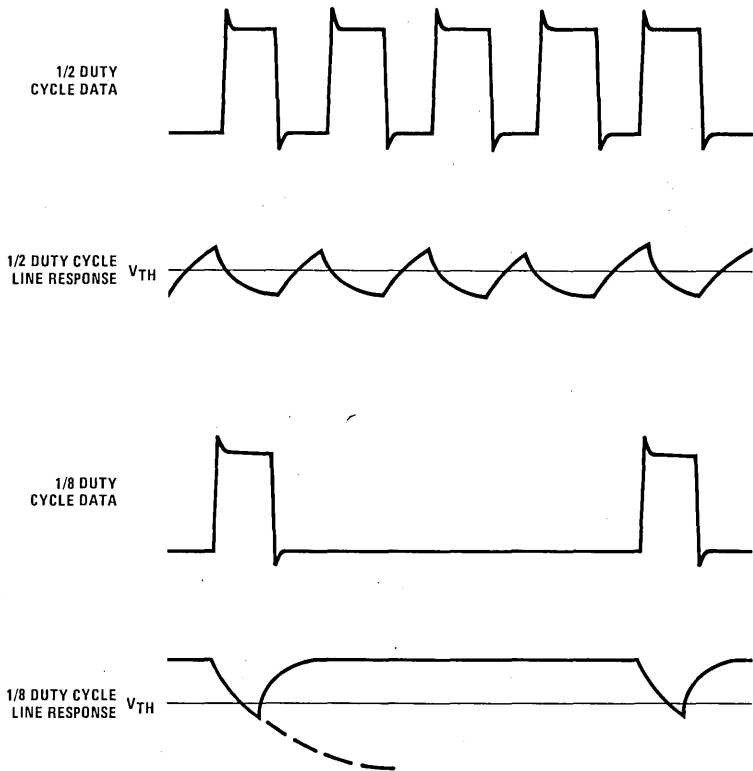 1/2 DUTY
CYCLE DATA
1/2 DUTY CYCLE
LINE RESPONSE VTH
1/8 DUTY
CYCLE DATA
1/8 DUTY CYCLE
LINE RESPONSE VTH